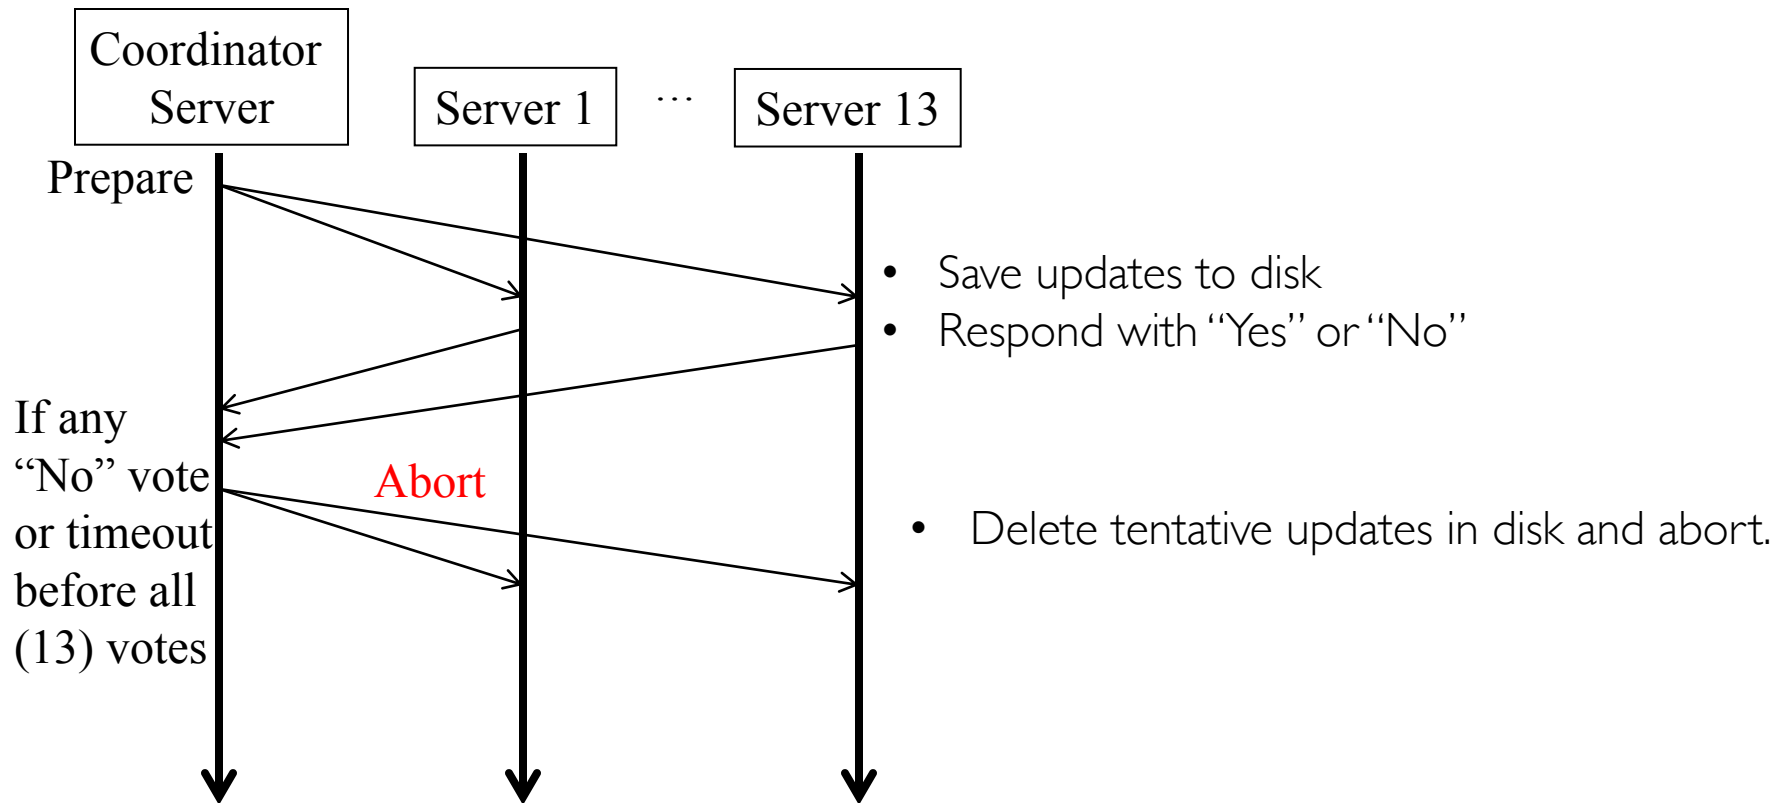 Coordinator
Server
Server 1
...
Server 13
Prepare
• Save updates to disk
• Respond with “Yes” or “No”
If any
“No” vote
or timeout
before all
(13) votes
Abort
• Delete tentative updates in disk and abort.